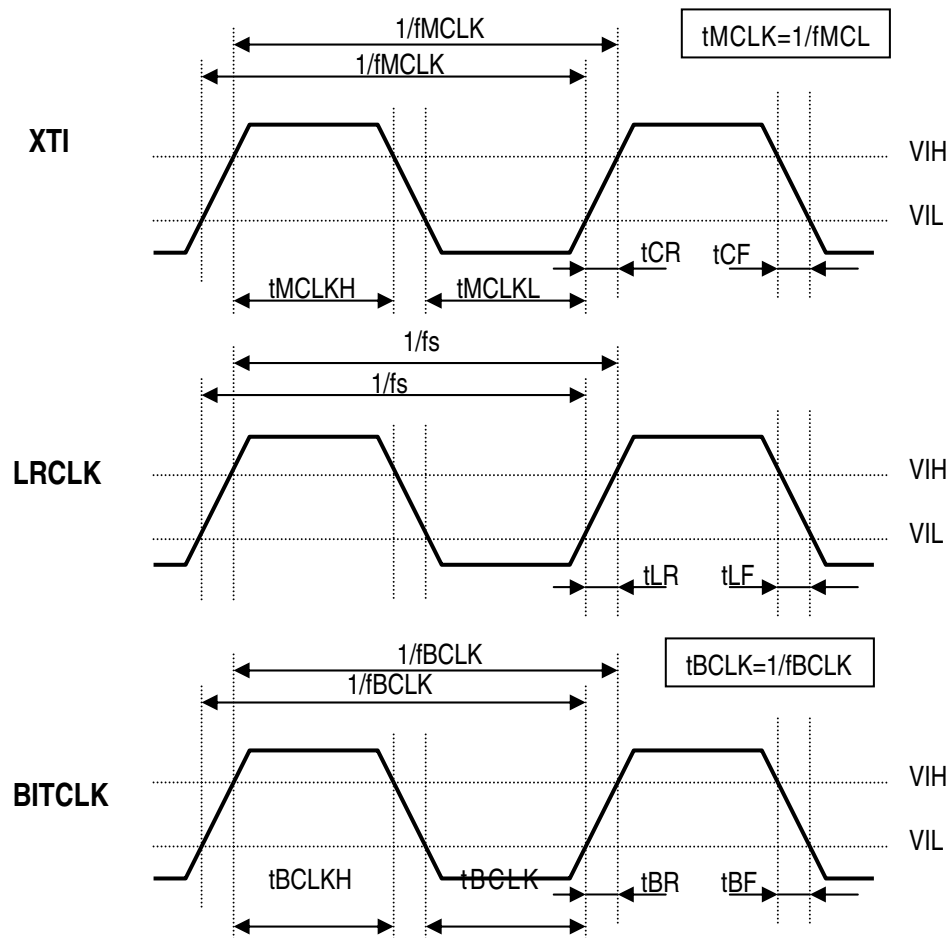 1/fMCLK
tMCLK=1/fMCL
1/fMCLK
XTI
VIH
VIL
tCR
tCF
tMCLKH
tMCLKL
1/fs
1/fs
LRCLK
VIH
VIL
tLR
tLF
1/fBCLK
tBCLK=1/fBCLK
1/fBCLK
BITCLK
VIH
VIL
tBCLKH
tBCLK
tBR
tBF